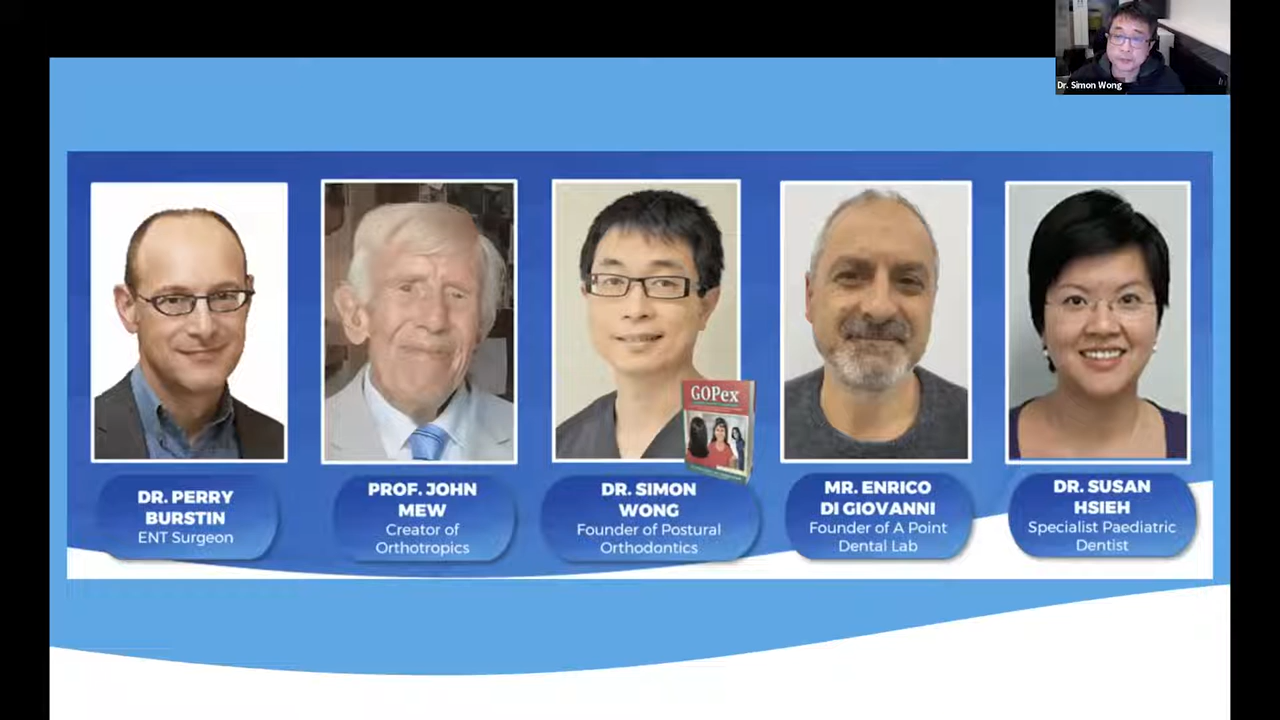 Dr. Simon Wong
GOPex
DR. PERRY
BURSTIN
ENT Surgeon
PROF. JOHN
MEW
Creator of
Orthotropics
DR. SIMON
WONG
Founder of Postural
Orthodontics
MR. ENRICO
DI GIOVANNI
Founder of A Point
Dental Lab
DR. SUSAN
HSIEH
Specialist Paediatric
Dentist